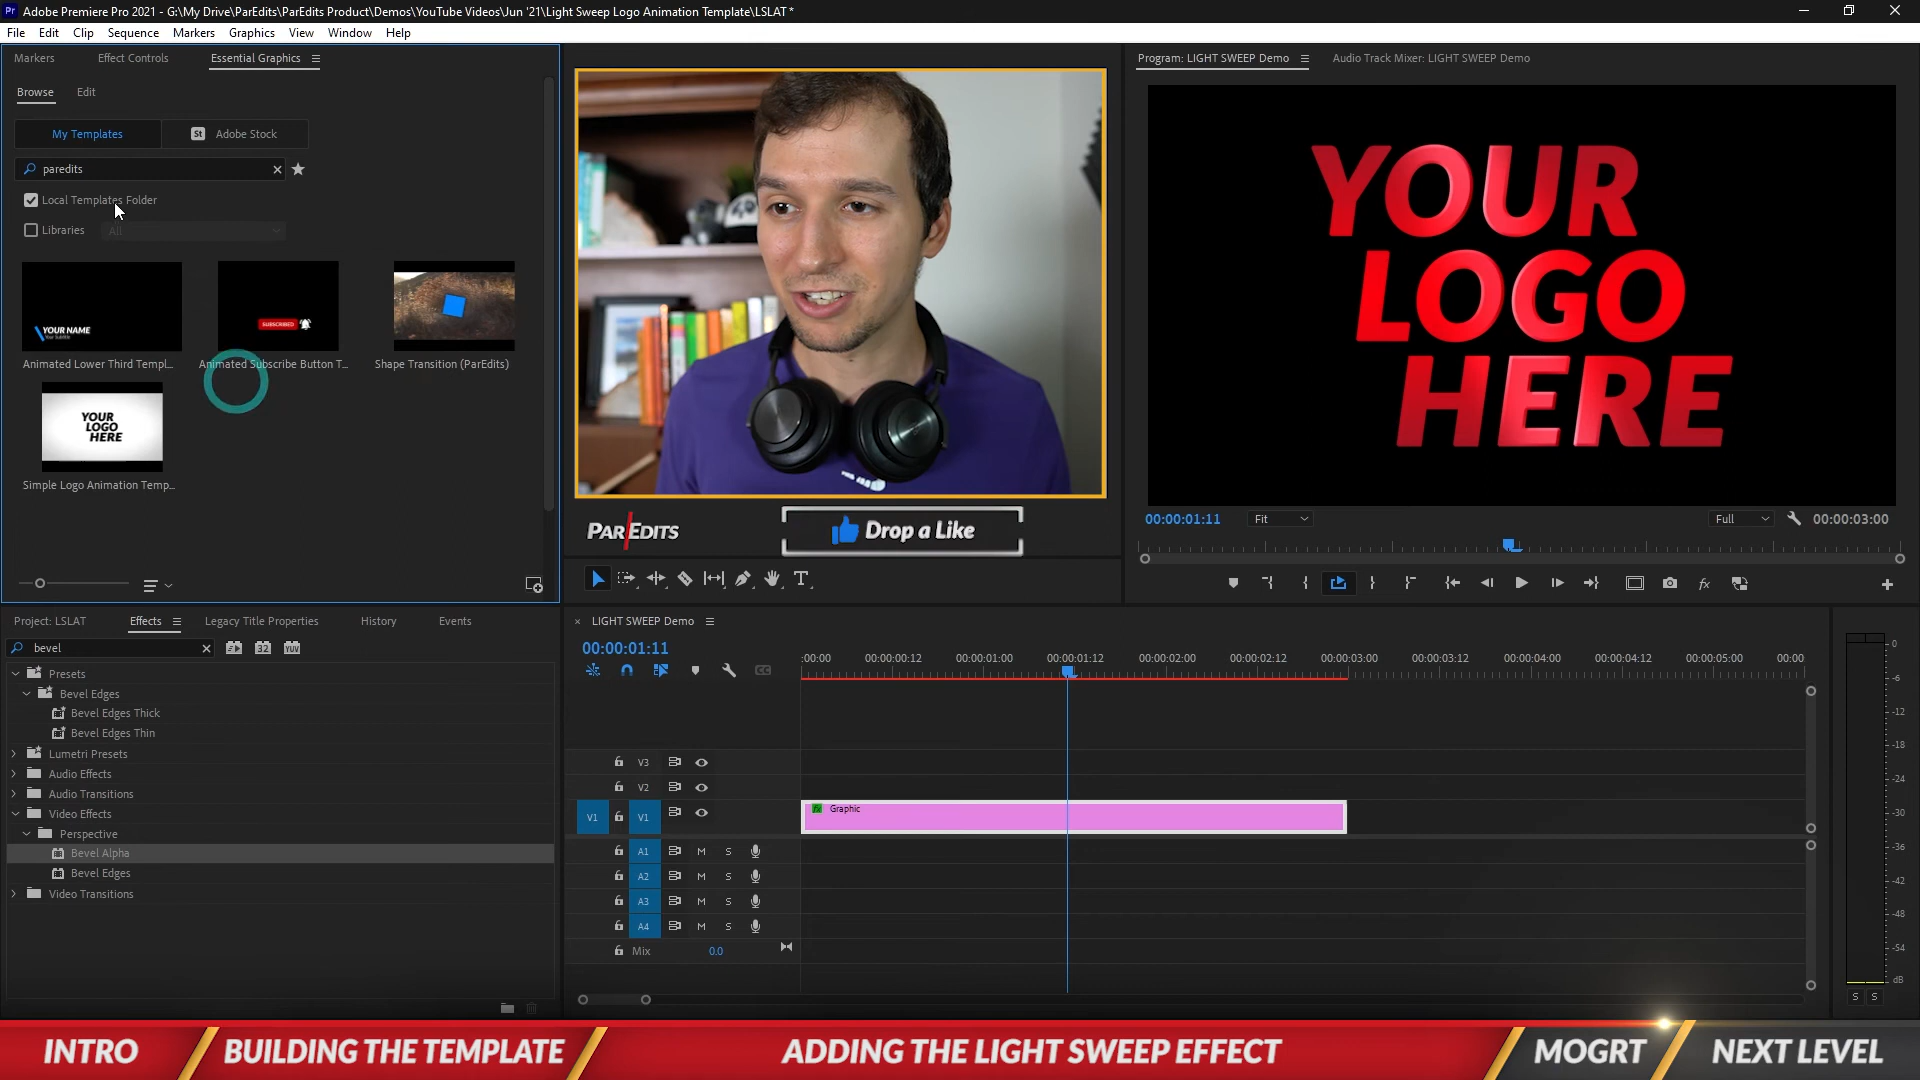 Pr Adobe Premiere Pro 2021 - G:\My Drive\ParEdits\ParEdits Product\Demos\YouTube Videos\Jun '21\Light Sweep Logo Animation Template\LSLAT *
File Edit Clip Sequence Markers Graphics View Window Help
Markers Effect Controls Essential Graphics
Browse Edit
My Templates St Adobe Stock
paredits
Local Templates Folder
Libraries All
YOUR NAME
Your Subtitle
SUBSCRIBED
Animated Lower Third Templ...
Animated Subscribe Button T...
Shape Transition (ParEdits)
YOUR
LOGO
HERE
Simple Logo Animation Temp...
PAREDITS
Drop a Like
Program: LIGHT SWEEP Demo Audio Track Mixer: LIGHT SWEEP Demo
YOUR
LOGO
HERE
00:00:01:11 Fit Full 00:00:03:00
Project: LSLAT Effects Legacy Title Properties History Events
bevel 32 YUV
Presets
Bevel Edges
Bevel Edges Thick
Bevel Edges Thin
Lumetri Presets
Audio Effects
Audio Transitions
Video Effects
Perspective
Bevel Alpha
Bevel Edges
Video Transitions
× LIGHT SWEEP Demo
00:00:01:11
:00:00 00:00:00:12 00:00:01:00 00:00:01:12 00:00:02:00 00:00:02:12 00:00:03:00 00:00:03:12 00:00:04:00 00:00:04:12 00:00:05:00 00:00
V3
V2
V1 V1 fx Graphic
A1 M S
A2 M S
A3 M S
A4 M S
Mix 0.0
0
-6
-12
-18
-24
-30
-36
-42
-48
-54
dB
S S
INTRO BUILDING THE TEMPLATE ADDING THE LIGHT SWEEP EFFECT MOGRT NEXT LEVEL